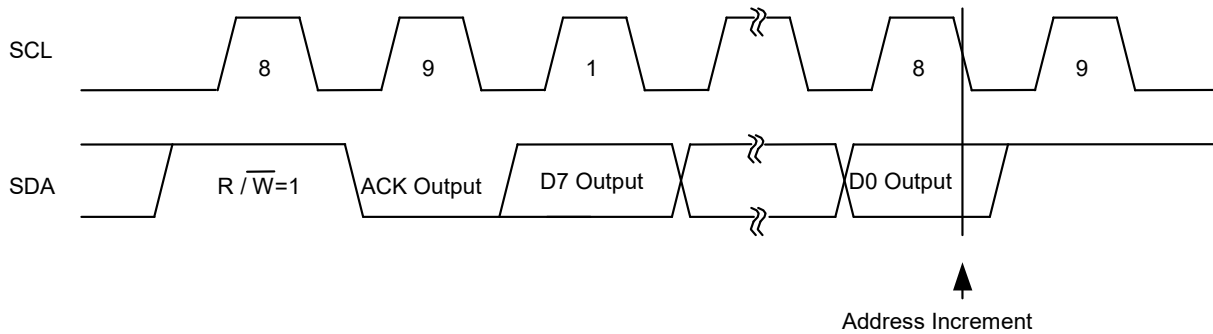 SCL
8
9
1
8
9
SDA
R / W̅=1
ACK Output
D7 Output
D0 Output
Address Increment